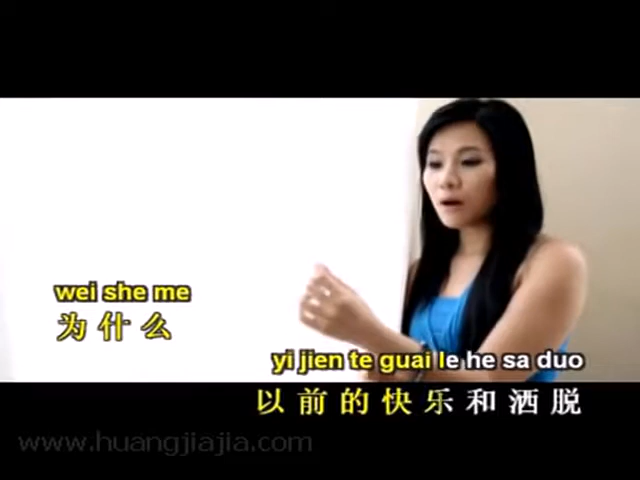 wei she me
为什么
yi jien te guai le he sa duo
以前的快乐和洒脱
www.huangjiajia.com